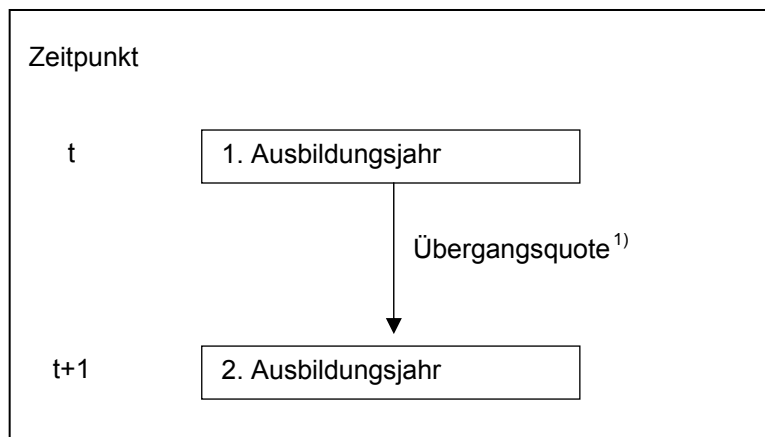 Zeitpunkt
t 1. Ausbildungsjahr
Übergangsquote 1)
t+1 2. Ausbildungsjahr